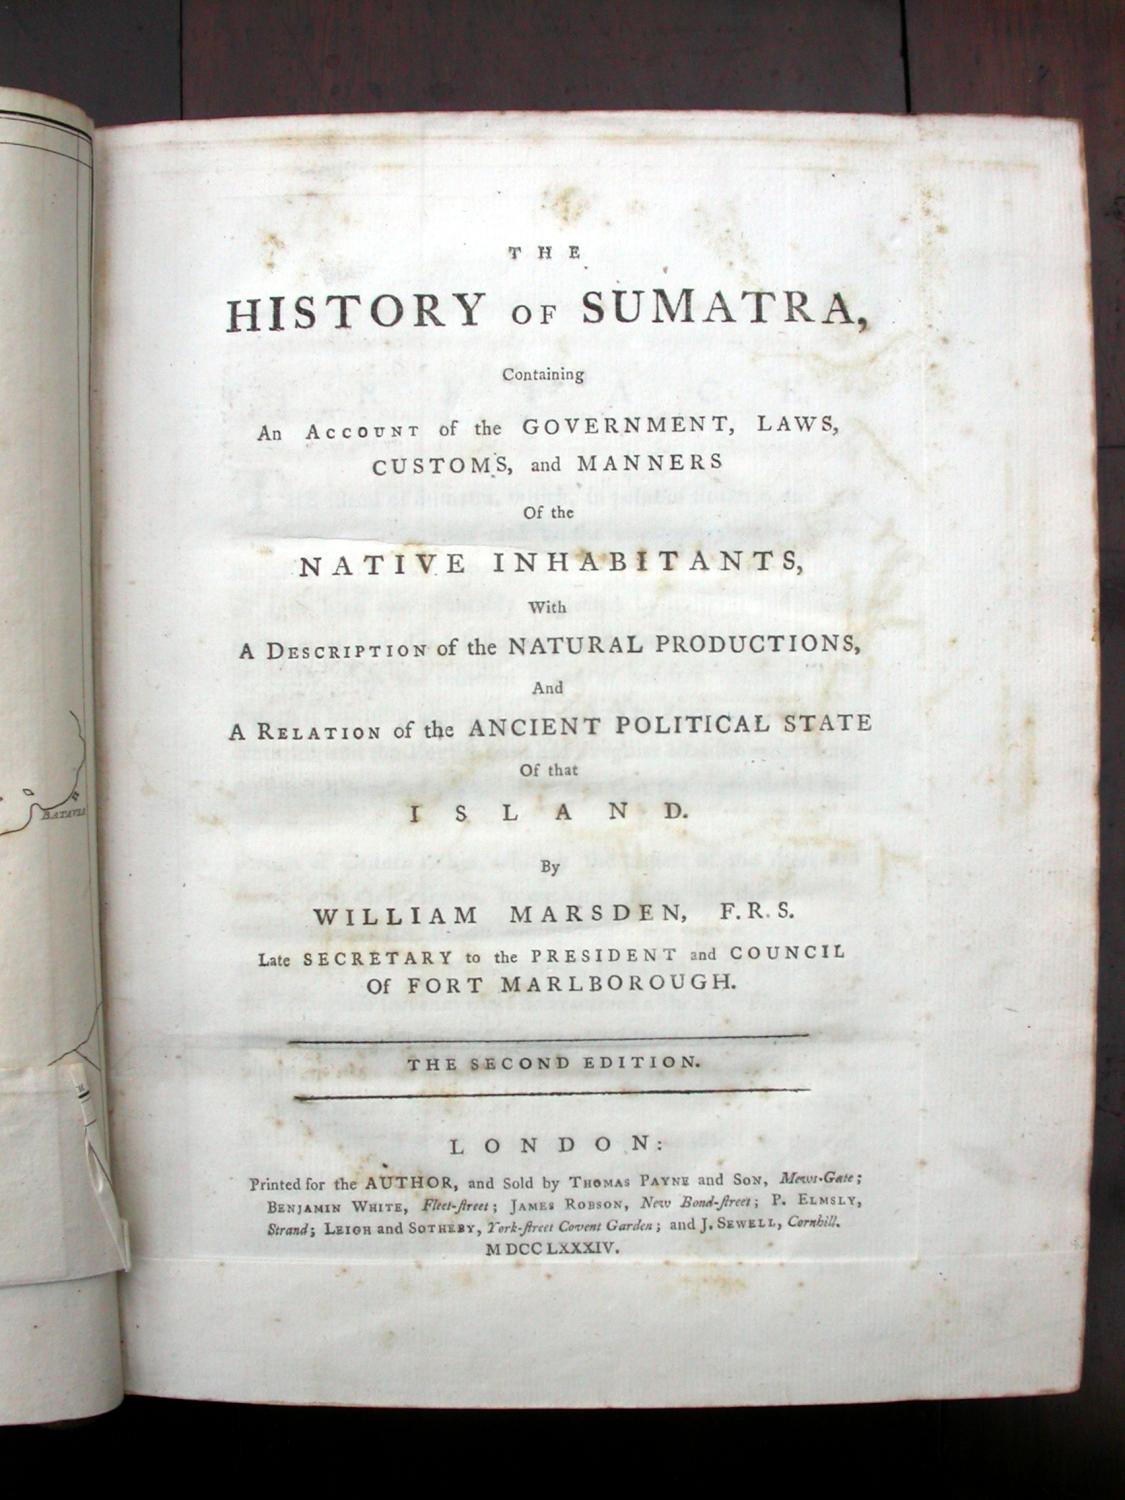 BATAVIA
THE
HISTORY OF SUMATRA,
Containing
An ACCOUNT of the GOVERNMENT, LAWS,
CUSTOMS, and MANNERS
Of the
NATIVE INHABITANTS,
With
A DESCRIPTION of the NATURAL PRODUCTIONS,
And
A RELATION of the ANCIENT POLITICAL STATE
Of that
ISLAND.
By
WILLIAM MARSDEN, F.R.S.
Late SECRETARY to the PRESIDENT and COUNCIL
Of FORT MARLBOROUGH.
THE SECOND EDITION.
LONDON:
Printed for the AUTHOR, and Sold by THOMAS PAYNE and SON, Mews-Gate;
BENJAMIN WHITE, Fleet-ſtreet; JAMES ROBSON, New Bond-ſtreet; P. ELMSLY,
Strand; LEIGH and SOTHEBY, York-ſtreet Covent Garden; and J. SEWELL, Cornhill.
M DCC LXXXIV.